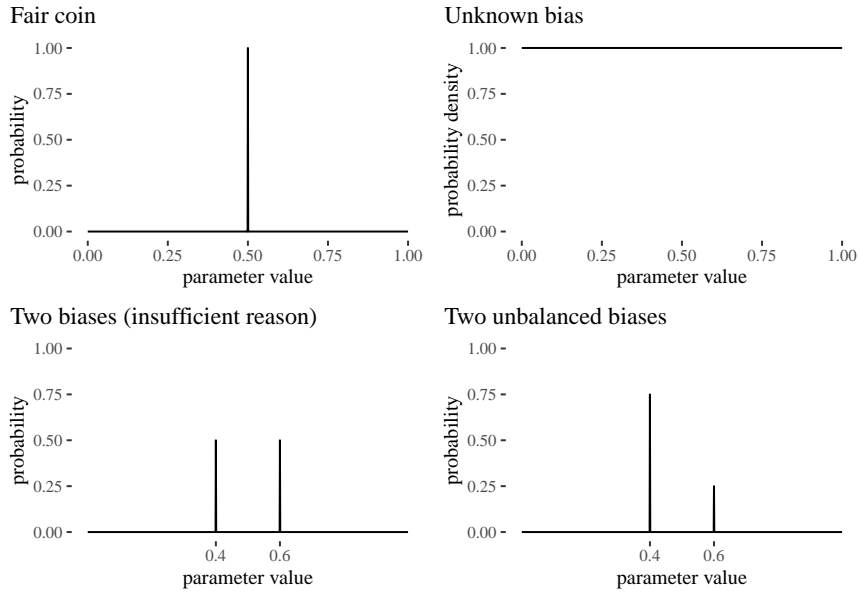 Fair coin
1.00
0.75
0.50
0.25
0.00
probability
0.00 0.25 0.50 0.75 1.00
parameter value
Unknown bias
1.00
0.75
0.50
0.25
0.00
probability density
0.00 0.25 0.50 0.75 1.00
parameter value
Two biases (insufficient reason)
1.00
0.75
0.50
0.25
0.00
probability
0.4 0.6
parameter value
Two unbalanced biases
1.00
0.75
0.50
0.25
0.00
probability
0.4 0.6
parameter value